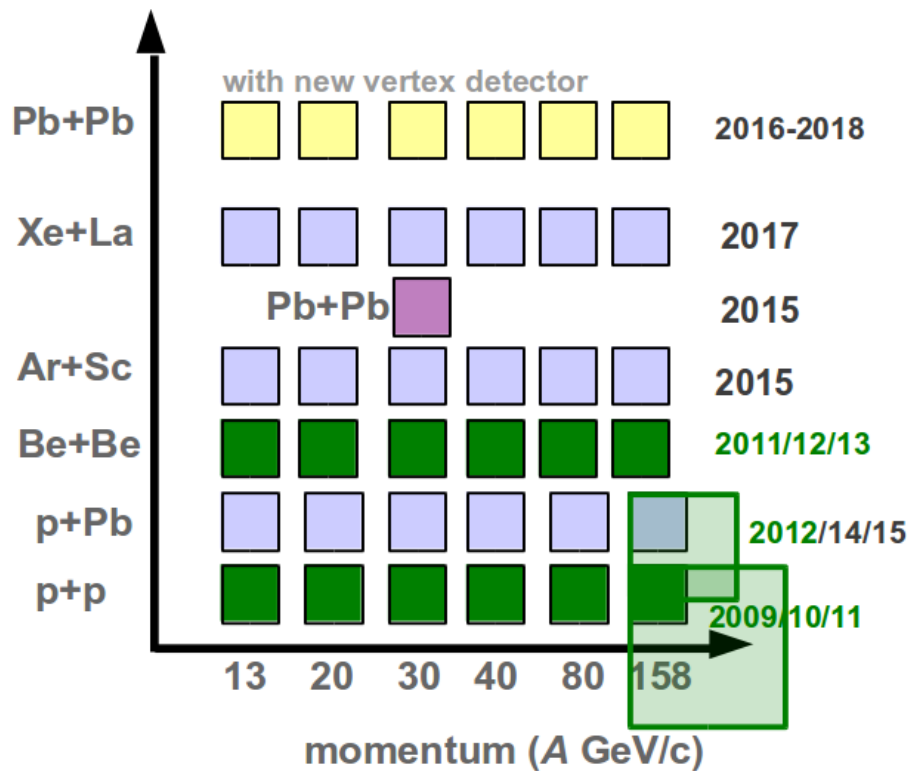 with new vertex detector
Pb+Pb 2016-2018
Xe+La 2017
Pb+Pb 2015
Ar+Sc 2015
Be+Be 2011/12/13
p+Pb 2012/14/15
p+p 2009/10/11
13 20 30 40 80 158
momentum (A GeV/c)